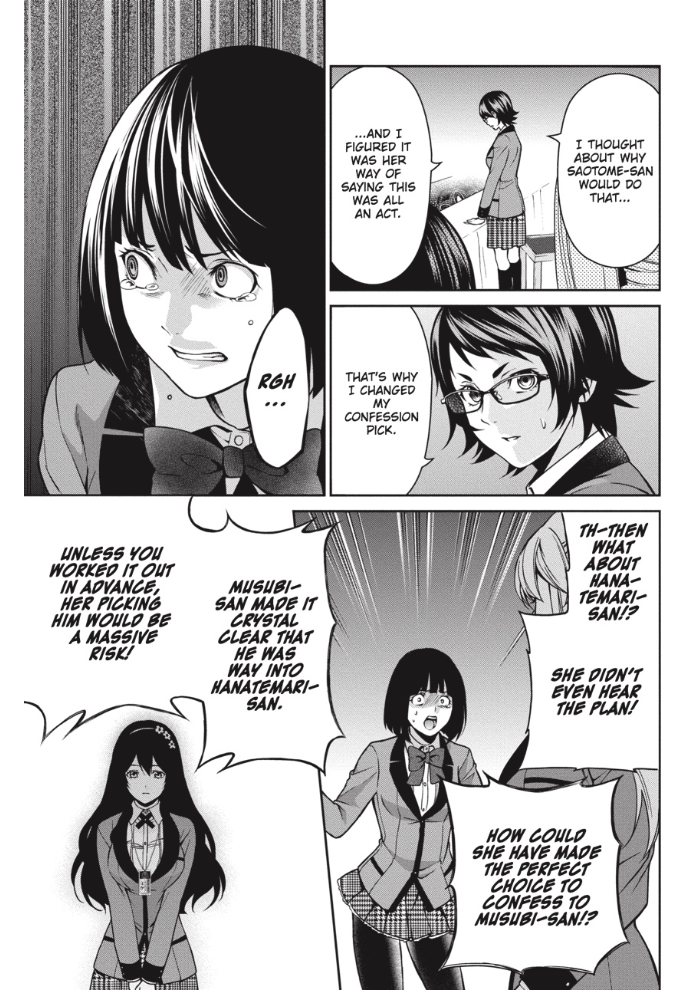 I THOUGHT
ABOUT WHY
SAOTOME-SAN
WOULD DO
THAT...
...AND I
FIGURED IT
WAS HER
WAY OF
SAYING THIS
WAS ALL
AN ACT.
THAT'S WHY
I CHANGED
MY
CONFESSION
PICK.
RGH
...
TH-THEN
WHAT
ABOUT
HANA-
TEMARI-
SAN!?
SHE DIDN'T
EVEN HEAR
THE PLAN!
HOW COULD
SHE HAVE MADE
THE PERFECT
CHOICE TO
CONFESS TO
MUSUBI-SAN!?
MUSUBI-
SAN MADE IT
CRYSTAL
CLEAR THAT
HE WAS
WAY INTO
HANATEMARI-
SAN.
UNLESS YOU
WORKED IT OUT
IN ADVANCE,
HER PICKING
HIM WOULD BE
A MASSIVE
RISK!